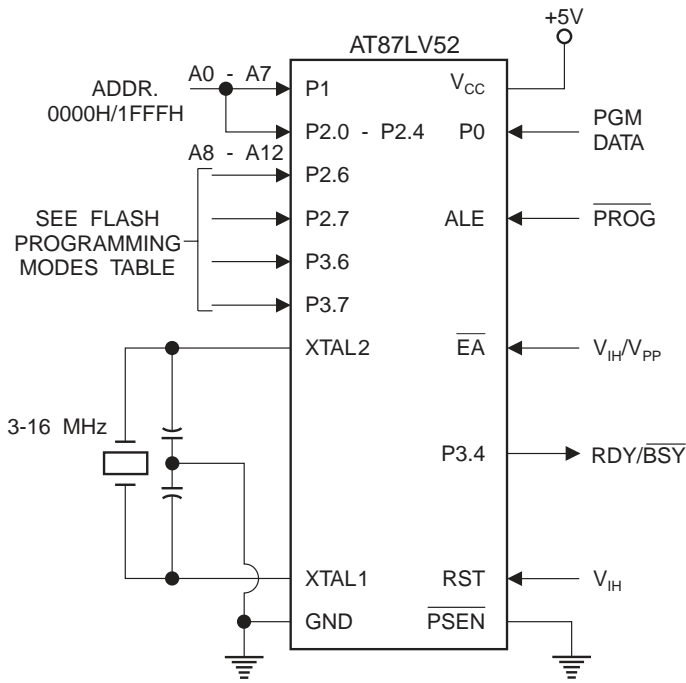 +5V
AT87LV52
A0 - A7
ADDR.
0000H/1FFFH
P1
VCC
P2.0 - P2.4
P0
PGM
DATA
A8 - A12
P2.6
SEE FLASH
PROGRAMMING
MODES TABLE
P2.7
ALE
PROG
P3.6
P3.7
XTAL2
EA
VIH/VPP
3-16 MHz
P3.4
RDY/BSY
XTAL1
RST
VIH
GND
PSEN